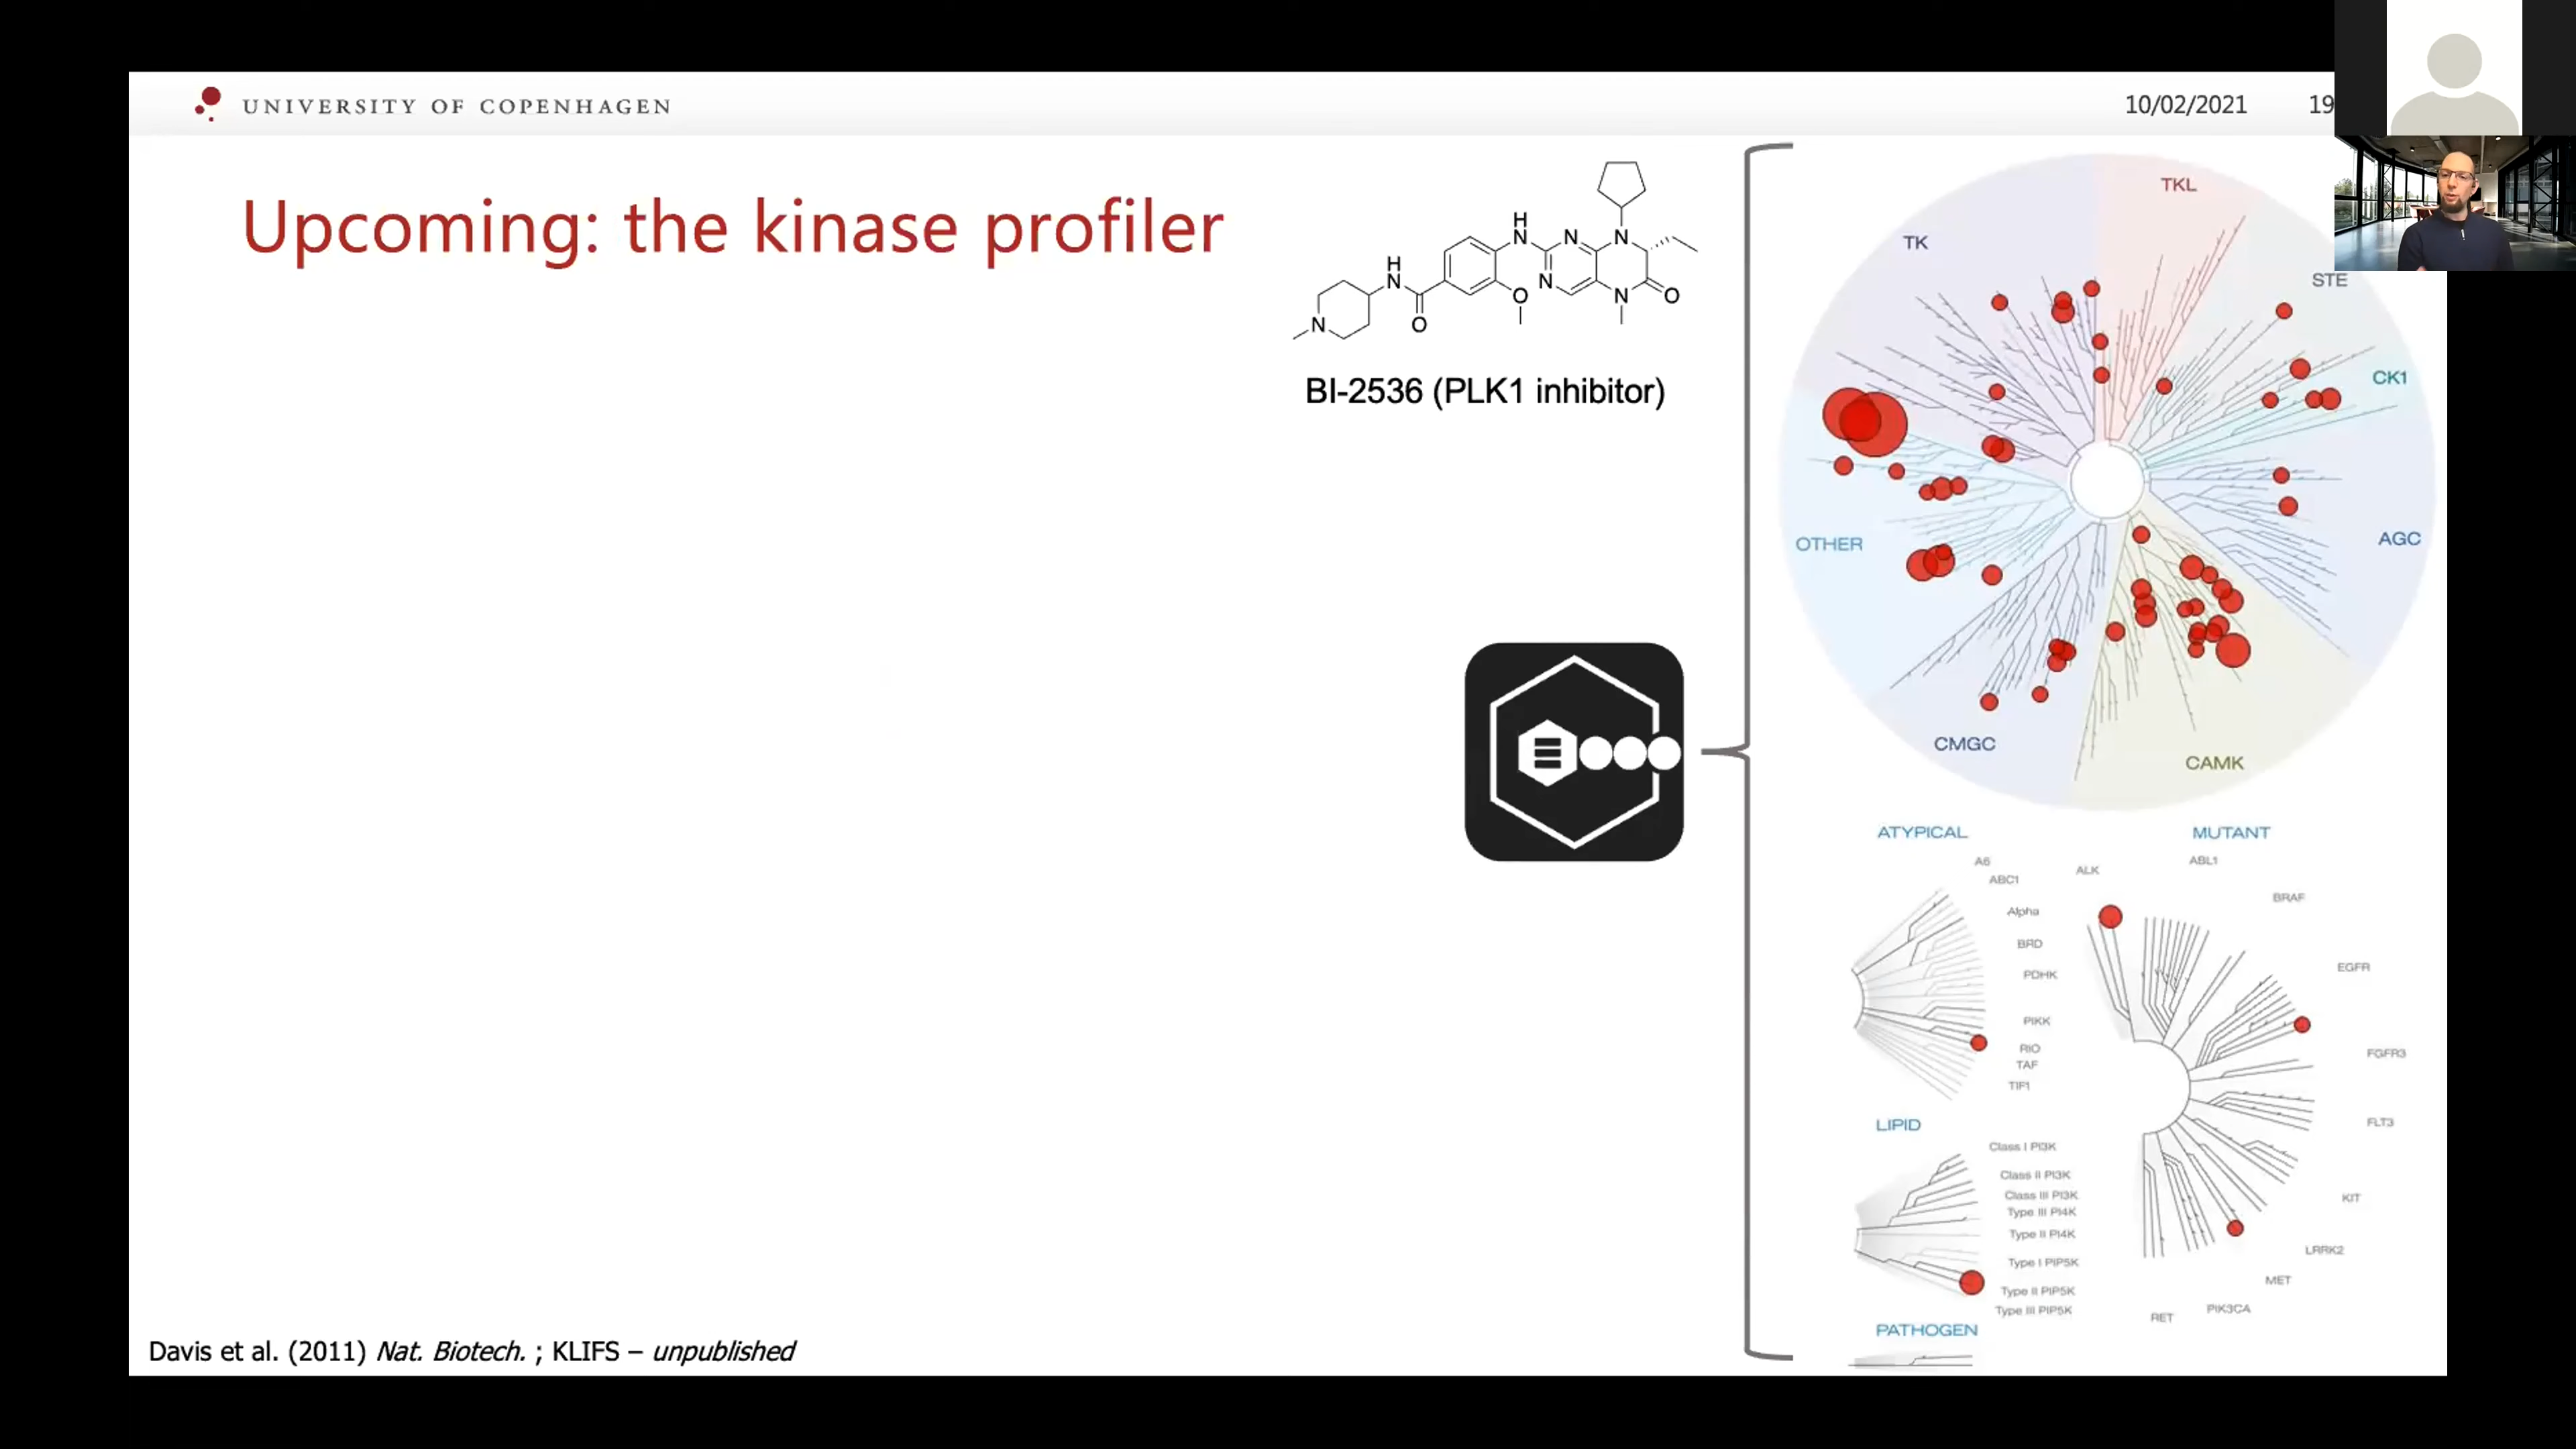 UNIVERSITY OF COPENHAGEN
10/02/2021 19
Upcoming: the kinase profiler
H
N
N
N
H
N
N
N
O
O
N
O
BI-2536 (PLK1 inhibitor)
TKL
TK
STE
CK1
OTHER
AGC
CMGC
CAMK
ATYPICAL
A6
ABC1
Alpha
BRD
PDHK
PIKK
RIO
TAF
TIF1
MUTANT
ALK
ABL1
BRAF
EGFR
FGFR3
FLT3
KIT
LRRK2
MET
PIK3CA
RET
LIPID
Class I PI3K
Class II PI3K
Class III PI3K
Type III PI4K
Type II PI4K
Type I PIP5K
Type II PIP5K
Type III PIP5K
PATHOGEN
Davis et al. (2011) Nat. Biotech. ; KLIFS – unpublished